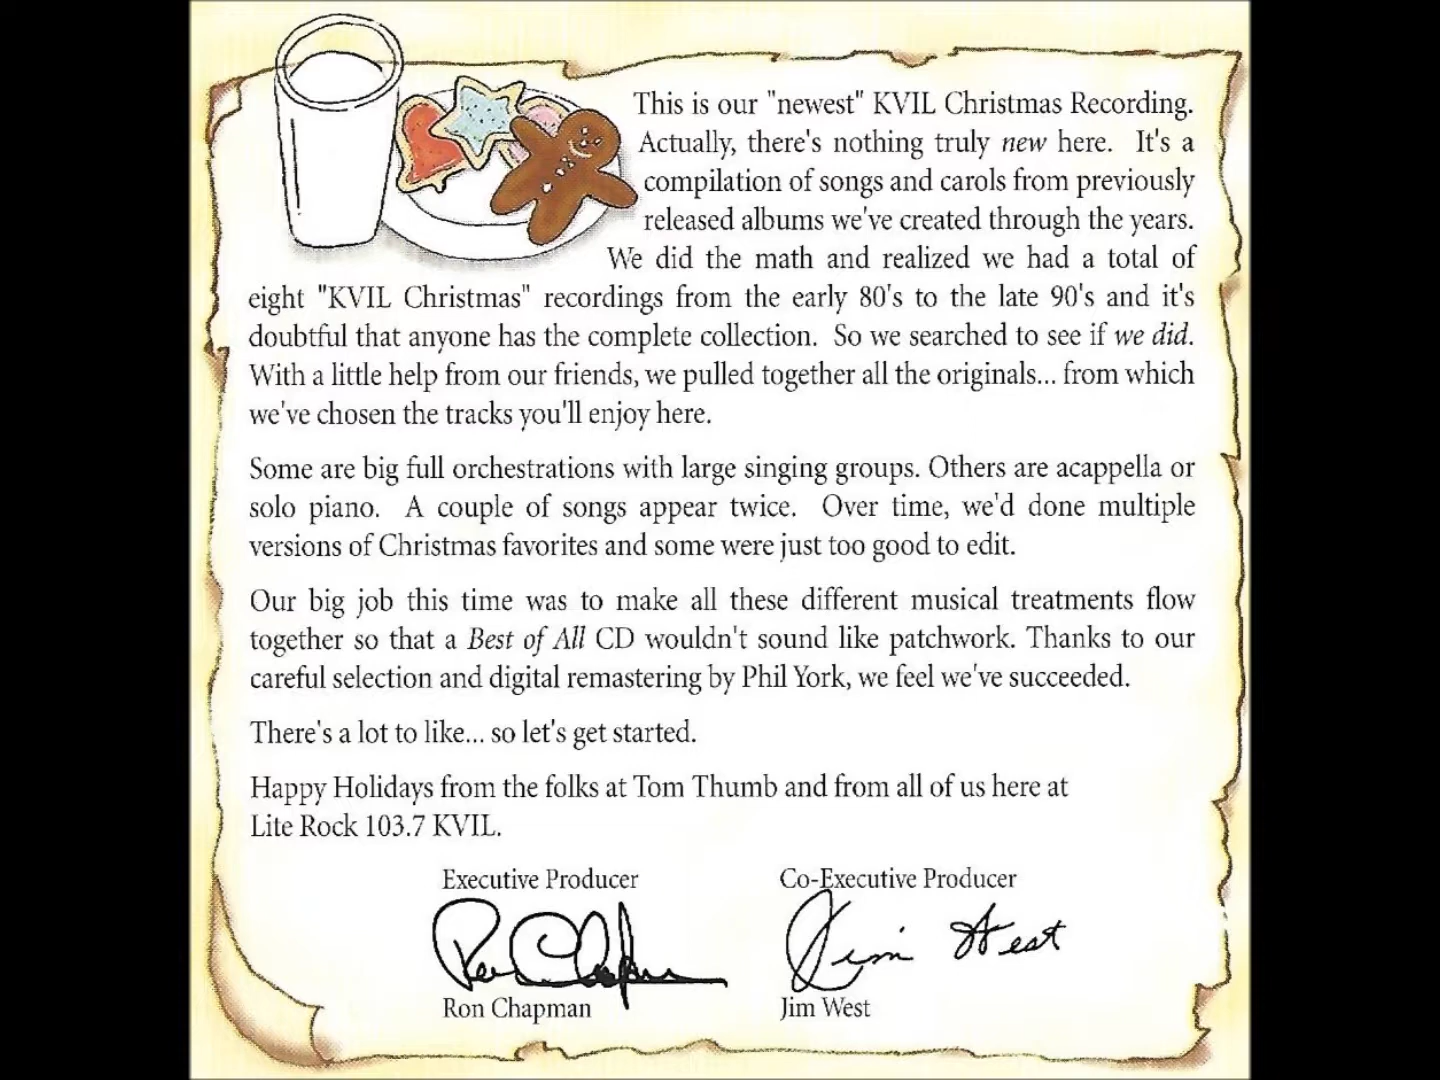 This is our "newest" KVIL Christmas Recording.
Actually, there's nothing truly new here. It's a
compilation of songs and carols from previously
released albums we've created through the years.
We did the math and realized we had a total of
eight "KVIL Christmas" recordings from the early 80's to the late 90's and it's
doubtful that anyone has the complete collection. So we searched to see if we did.
With a little help from our friends, we pulled together all the originals... from which
we've chosen the tracks you'll enjoy here.
Some are big full orchestrations with large singing groups. Others are acappella or
solo piano. A couple of songs appear twice. Over time, we'd done multiple
versions of Christmas favorites and some were just too good to edit.
Our big job this time was to make all these different musical treatments flow
together so that a Best of All CD wouldn't sound like patchwork. Thanks to our
careful selection and digital remastering by Phil York, we feel we've succeeded.
There's a lot to like... so let's get started.
Happy Holidays from the folks at Tom Thumb and from all of us here at
Lite Rock 103.7 KVIL.
Executive Producer Co-Executive Producer
Ron Chapman Jim West
Ron Chapman Jim West